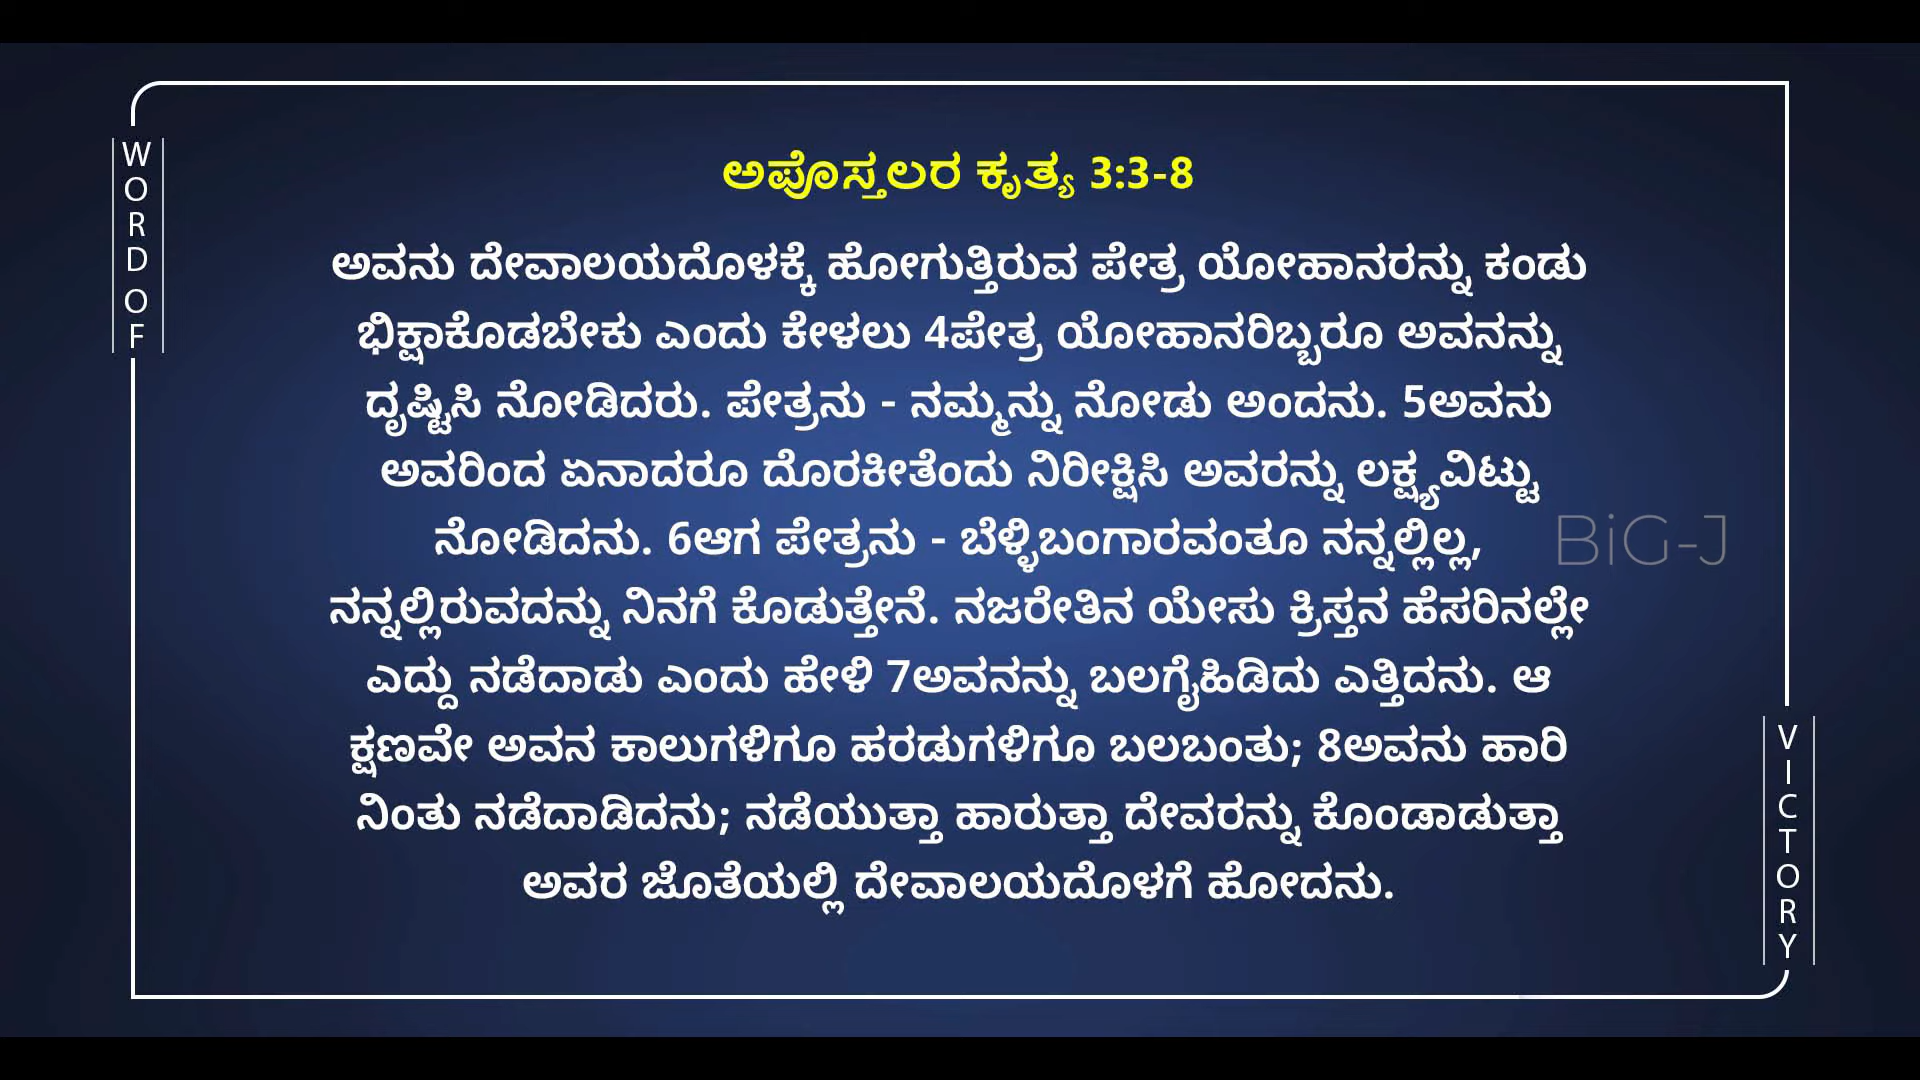 WORD OF
ಅಪೊಸ್ತಲರ ಕೃತ್ಯ 3:3-8
ಅವನು ದೇವಾಲಯದೊಳಕ್ಕೆ ಹೋಗುತ್ತಿರುವ ಪೇತ್ರ ಯೋಹಾನರನ್ನು ಕಂಡು
ಭಿಕ್ಷಾಕೊಡಬೇಕು ಎಂದು ಕೇಳಲು 4ಪೇತ್ರ ಯೋಹಾನರಿಬ್ಬರೂ ಅವನನ್ನು
ದೃಷ್ಟಿಸಿ ನೋಡಿದರು. ಪೇತ್ರನು - ನಮ್ಮನ್ನು ನೋಡು ಅಂದನು. 5ಅವನು
ಅವರಿಂದ ಏನಾದರೂ ದೊರಕೀತೆಂದು ನಿರೀಕ್ಷಿಸಿ ಅವರನ್ನು ಲಕ್ಷ್ಯವಿಟ್ಟು
ನೋಡಿದನು. 6ಆಗ ಪೇತ್ರನು - ಬೆಳ್ಳಿಬಂಗಾರವಂತೂ ನನ್ನಲ್ಲಿಲ್ಲ,
ನನ್ನಲ್ಲಿರುವದನ್ನು ನಿನಗೆ ಕೊಡುತ್ತೇನೆ. ನಜರೇತಿನ ಯೇಸು ಕ್ರಿಸ್ತನ ಹೆಸರಿನಲ್ಲೇ
ಎದ್ದು ನಡೆದಾಡು ಎಂದು ಹೇಳಿ 7ಅವನನ್ನು ಬಲಗೈಹಿಡಿದು ಎತ್ತಿದನು. ಆ
ಕ್ಷಣವೇ ಅವನ ಕಾಲುಗಳಿಗೂ ಹರಡುಗಳಿಗೂ ಬಲಬಂತು; 8ಅವನು ಹಾರಿ
ನಿಂತು ನಡೆದಾಡಿದನು; ನಡೆಯುತ್ತಾ ಹಾರುತ್ತಾ ದೇವರನ್ನು ಕೊಂಡಾಡುತ್ತಾ
ಅವರ ಜೊತೆಯಲ್ಲಿ ದೇವಾಲಯದೊಳಗೆ ಹೋದನು.
BiG-J
VICTORY